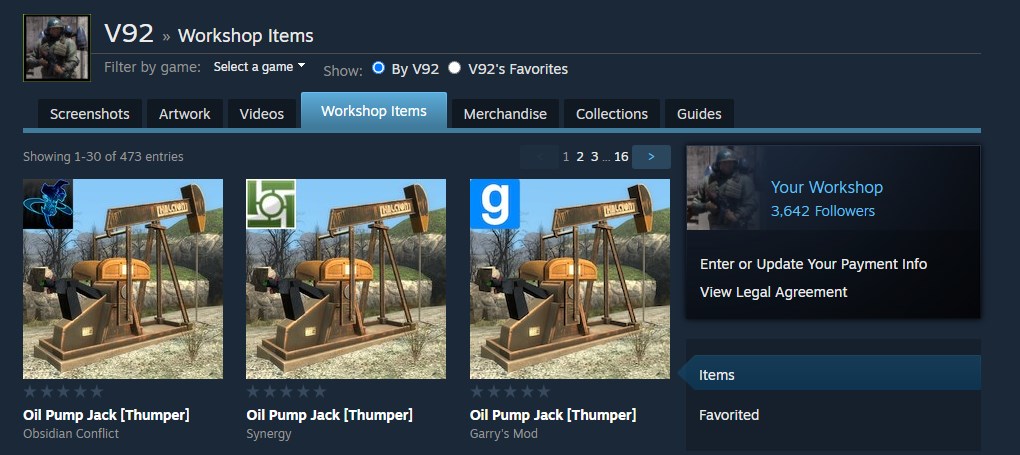 V92 » Workshop Items
Filter by game: Select a game Show: By V92 V92's Favorites
Screenshots Artwork Videos Workshop Items Merchandise Collections Guides
Showing 1-30 of 473 entries
< 1 2 3 ... 16 >
Your Workshop
3,642 Followers
Enter or Update Your Payment Info
View Legal Agreement
g
Oil Pump Jack [Thumper] Oil Pump Jack [Thumper] Oil Pump Jack [Thumper]
Obsidian Conflict Synergy Garry's Mod
Items
Favorited